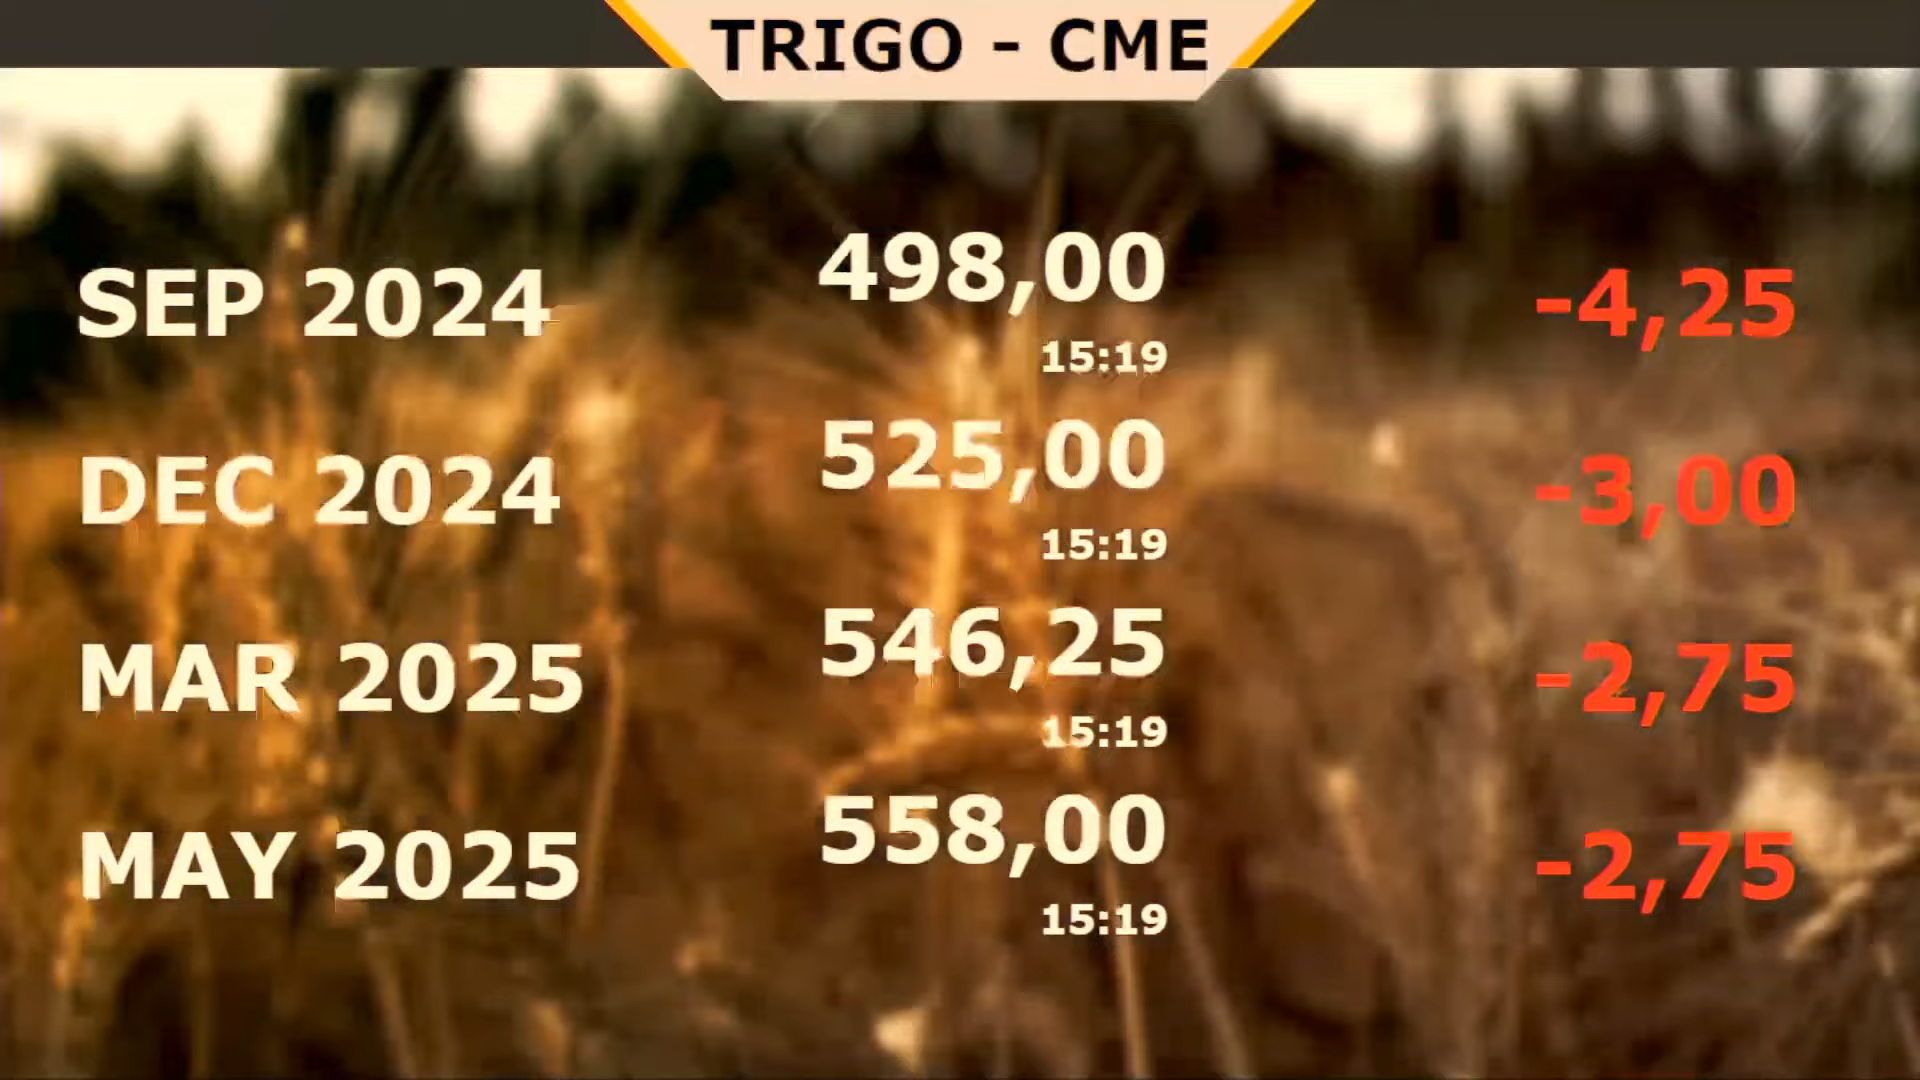 TRIGO - CME
SEP 2024 498,00 -4,25
15:19
DEC 2024 525,00 -3,00
15:19
MAR 2025 546,25 -2,75
15:19
MAY 2025 558,00 -2,75
15:19